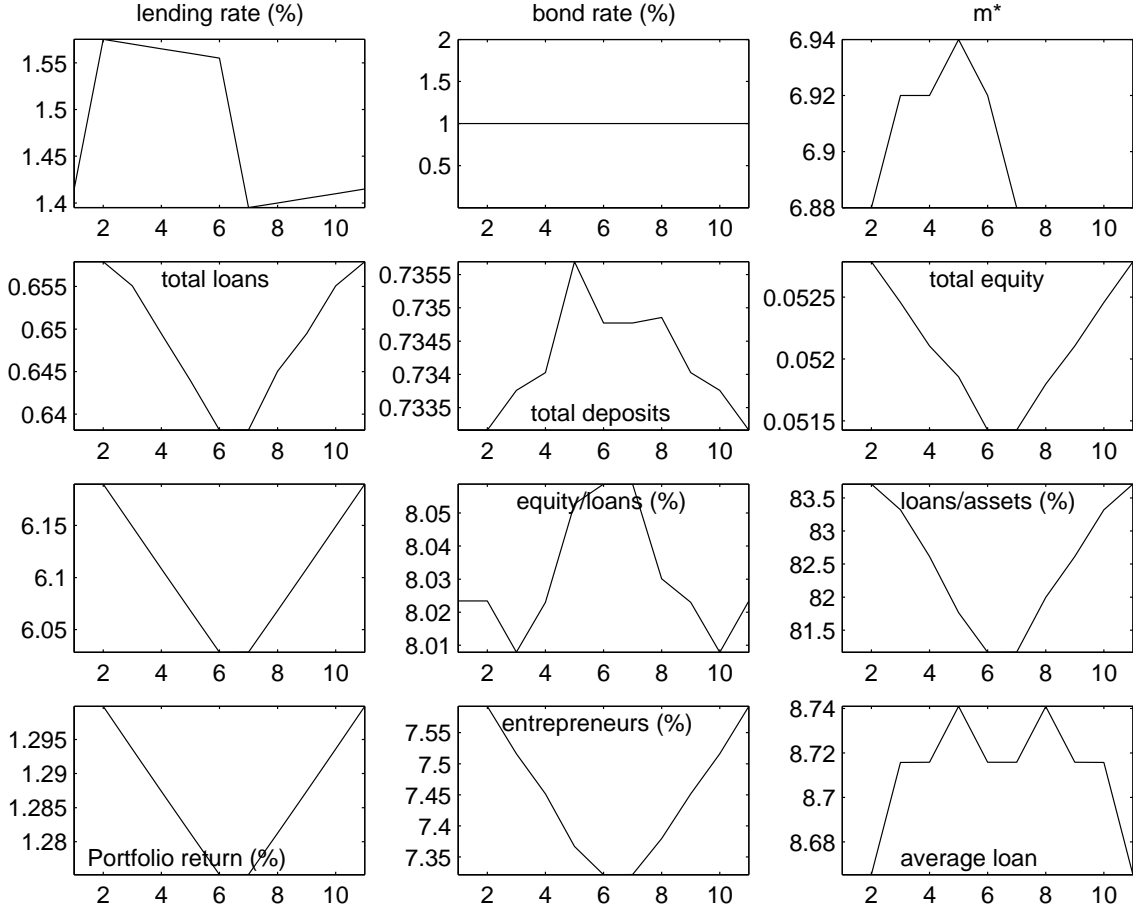 lending rate (%) bond rate (%) m*
1.55 2 6.94
1.5 1.5 6.92
1.45 1 6.9
1.4 0.5 6.88
2 4 6 8 10 2 4 6 8 10 2 4 6 8 10
total loans total deposits total equity
0.655 0.7355 0.0525
0.65 0.735 0.052
0.645 0.7345 0.0515
0.64 0.734
0.7335
2 4 6 8 10 2 4 6 8 10 2 4 6 8 10
equity/loans (%) loans/assets (%)
6.15 8.05 83.5
6.1 8.04 83
6.05 8.03 82.5
8.02 82
8.01 81.5
2 4 6 8 10 2 4 6 8 10 2 4 6 8 10
Portfolio return (%) entrepreneurs (%) average loan
1.295 7.55 8.74
1.29 7.5 8.72
1.285 7.45 8.7
1.28 7.4 8.68
7.35
2 4 6 8 10 2 4 6 8 10 2 4 6 8 10